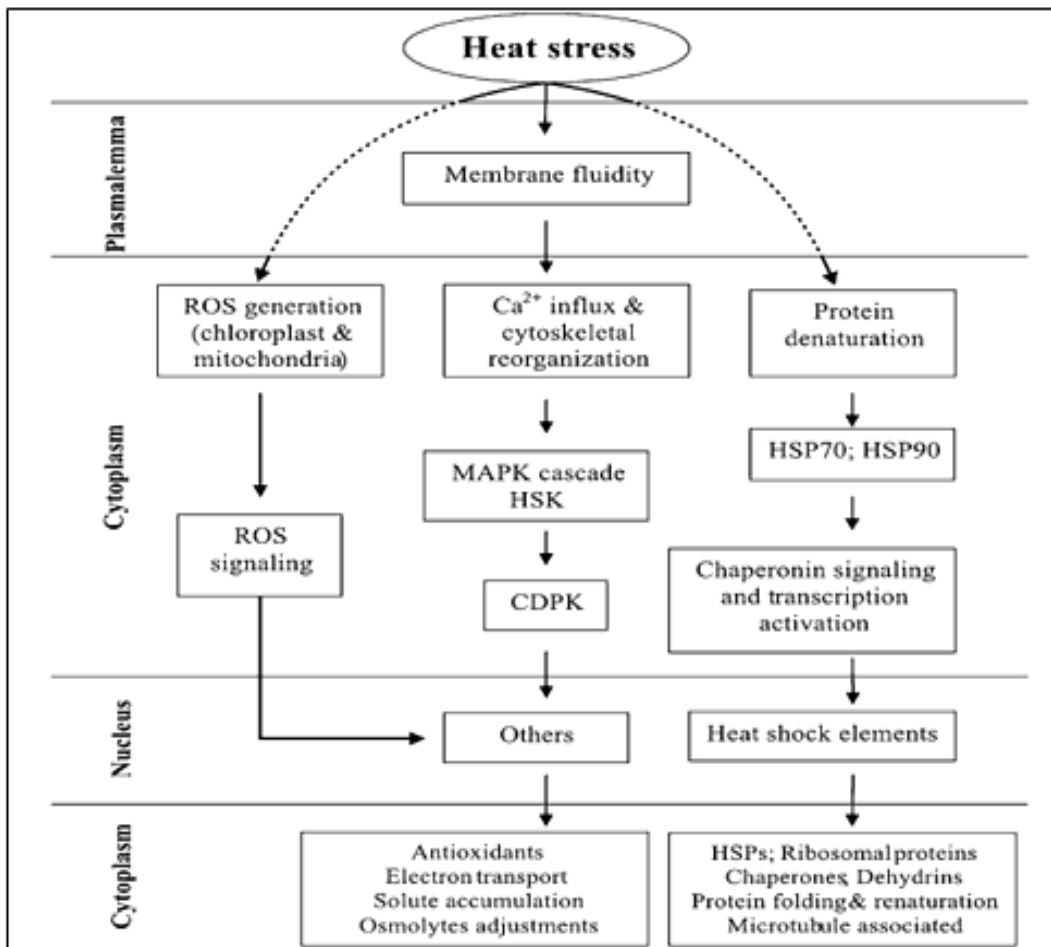 Heat stress
Plasmalemma
Membrane fluidity
ROS generation
(chloroplast &
mitochondria)
Ca²⁺ influx &
cytoskeletal
reorganization
Protein
denaturation
Cytoplasm
HSP70; HSP90
MAPK cascade
HSK
ROS
signaling
CDPK
Chaperonin signaling
and transcription
activation
Nucleus
Others
Heat shock elements
Cytoplasm
Antioxidants
Electron transport
Solute accumulation
Osmolytes adjustments
HSPs; Ribosomal proteins
Chaperones; Dehydrins
Protein folding & renaturation
Microtubule associated